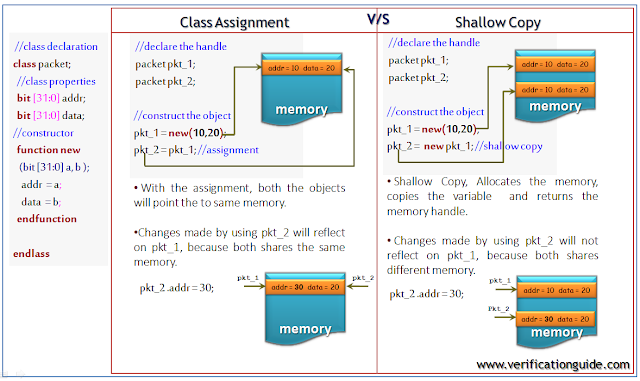 Class Assignment
V/S
Shallow Copy
//class declaration
class packet;
//class properties
bit [31:0] addr;
bit [31:0] data;
//constructor
function new
(bit [31:0] a, b );
addr = a;
data = b;
endfunction
endlass
//declare the handle
packet pkt_1;
packet pkt_2;
//construct the object
pkt_1 = new(10,20);
pkt_2 = pkt_1; //assignment
addr = 10 data = 20
memory
• With the assignment, both the objects
will point the to same memory.
•Changes made by using pkt_2 will reflect
on pkt_1, because both shares the same
memory.
pkt_2 .addr = 30;
pkt_1
pkt_2
addr = 30 data = 20
memory
//declare the handle
packet pkt_1;
packet pkt_2;
//construct the object
pkt_1 = new(10,20);
pkt_2 = new pkt_1; //shallow copy
addr = 10 data = 20
addr = 10 data = 20
memory
• Shallow Copy, Allocates the memory,
copies the variable and returns the
memory handle.
• Changes made by using pkt_2 will not
reflect on pkt_1, because both shares
different memory.
pkt_2 .addr = 30;
pkt_1
addr = 10 data = 20
Pkt_2
addr = 30 data = 20
memory
www.verificationguide.com